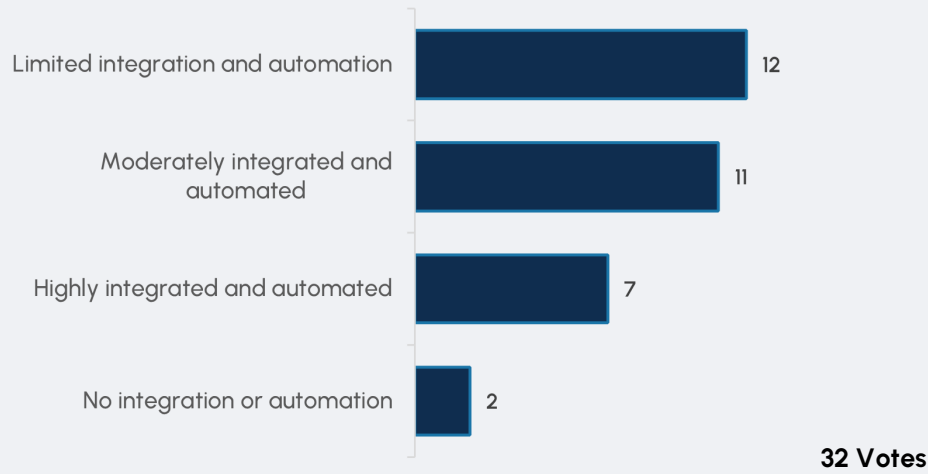 Limited integration and automation 12
Moderately integrated and
automated 11
Highly integrated and automated 7
No integration or automation 2
32 Votes